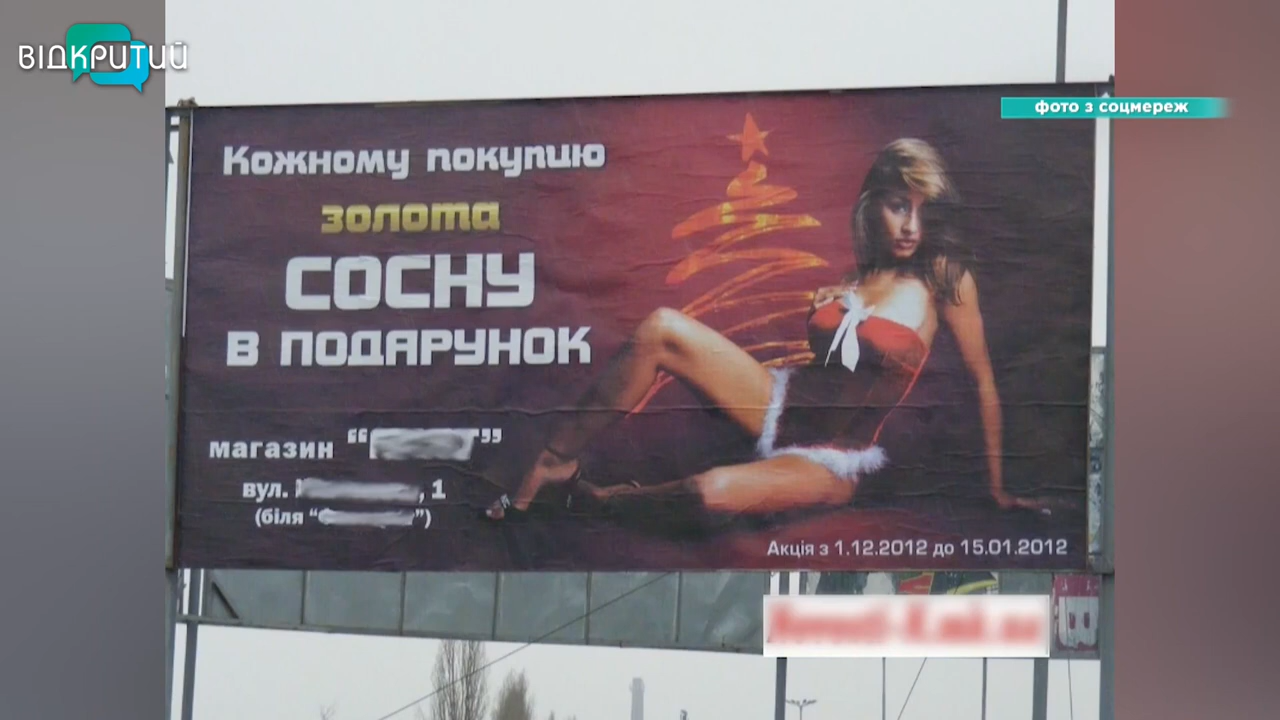 ВІДКРИТИЙ
фото з соцмереж
Кожному покупцю
золота
СОСНУ
В ПОДАРУНОК
магазин “ ”
вул. , 1
(біля “ ”)
Акція з 1.12.2012 до 15.01.2012